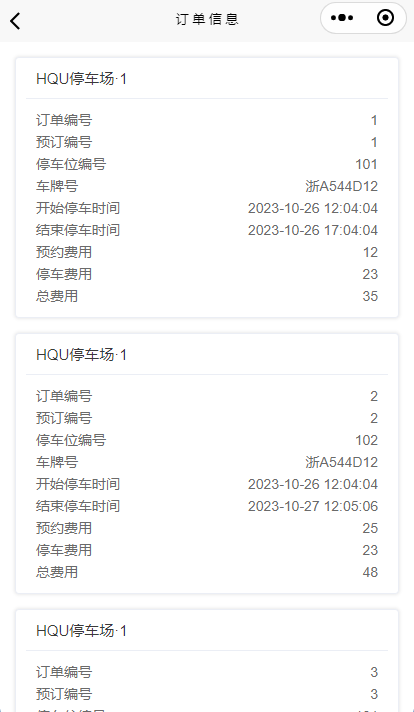 订单信息
HQU停车场·1
订单编号 1
预订编号 1
停车位编号 101
车牌号 浙A544D12
开始停车时间 2023-10-26 12:04:04
结束停车时间 2023-10-26 17:04:04
预约费用 12
停车费用 23
总费用 35
HQU停车场·1
订单编号 2
预订编号 2
停车位编号 102
车牌号 浙A544D12
开始停车时间 2023-10-26 12:04:04
结束停车时间 2023-10-27 12:05:06
预约费用 25
停车费用 23
总费用 48
HQU停车场·1
订单编号 3
预订编号 3